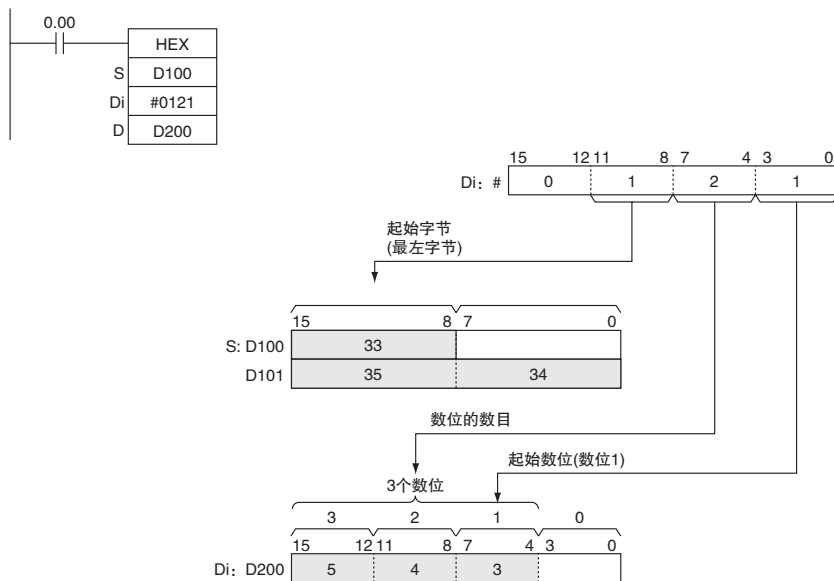 0.00
HEX
S D100
Di #0121
D D200
15 12 11 8 7 4 3 0
Di：# 0 1 2 1
起始字节
(最左字节)
15 8 7 0
S: D100 33
D101 35 34
数位的数目
起始数位(数位1)
3个数位
3 2 1 0
15 12 11 8 7 4 3 0
Di：D200 5 4 3